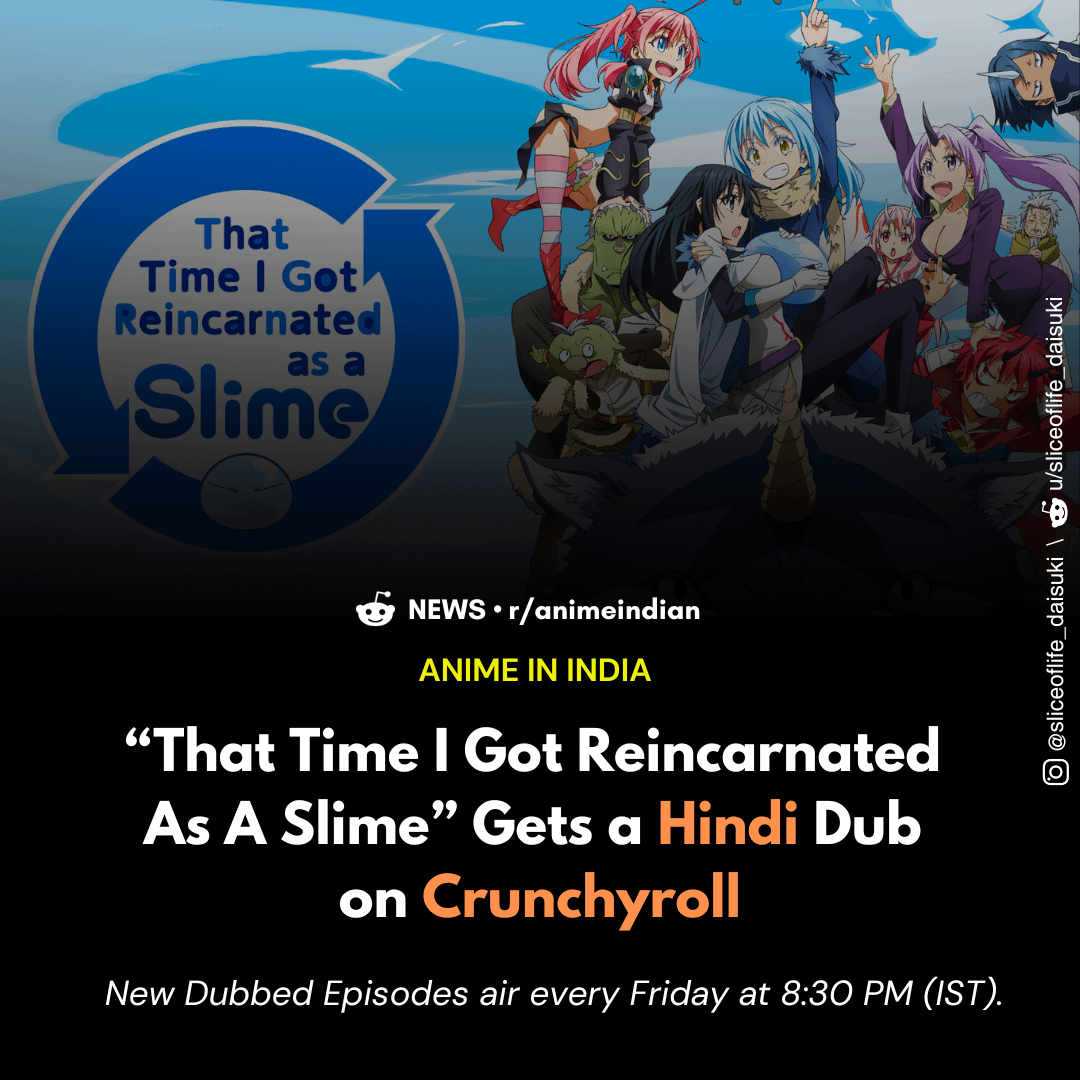 That
Time I Got
Reincarnated
as a
Slime
@sliceoflife_daisuki \ u/sliceoflife_daisuki
NEWS • r/animeindian
ANIME IN INDIA
“That Time I Got Reincarnated
As A Slime” Gets a Hindi Dub
on Crunchyroll
New Dubbed Episodes air every Friday at 8:30 PM (IST).